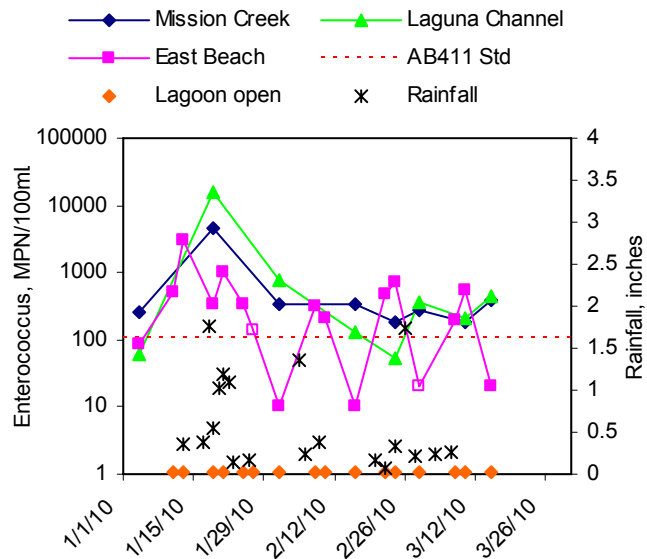 Mission Creek
Laguna Channel
East Beach
AB411 Std
Lagoon open
Rainfall
100000
10000
1000
100
10
1
Enterococcus, MPN/100ml
4
3.5
3
2.5
2
1.5
1
0.5
0
Rainfall, inches
1/1/10
1/15/10
1/29/10
2/12/10
2/26/10
3/12/10
3/26/10